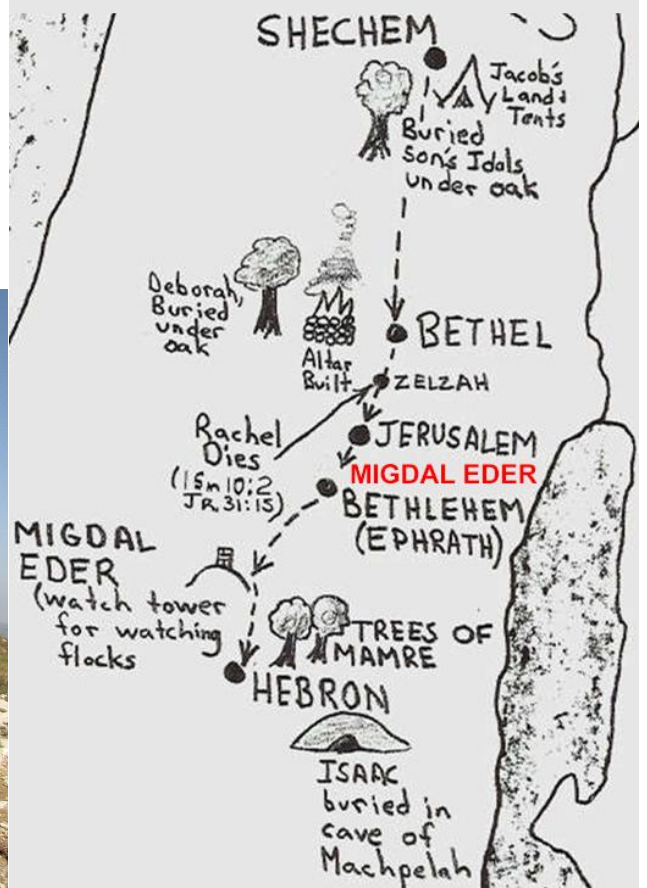 SHECHEM
Jacob's
Land &
Tents
Buried
Son's Idols
under oak
Deborah,
Buried
under
oak
Altar
Built
BETHEL
ZELZAH
Rachel
Dies
(1 Sm 10:2
JR. 31:15)
JERUSALEM
MIGDAL EDER
BETHLEHEM
(EPHRATH)
MIGDAL
EDER
(watch tower
for watching
flocks
TREES OF
MAMRE
HEBRON
ISAAC
buried in
cave of
Machpelah